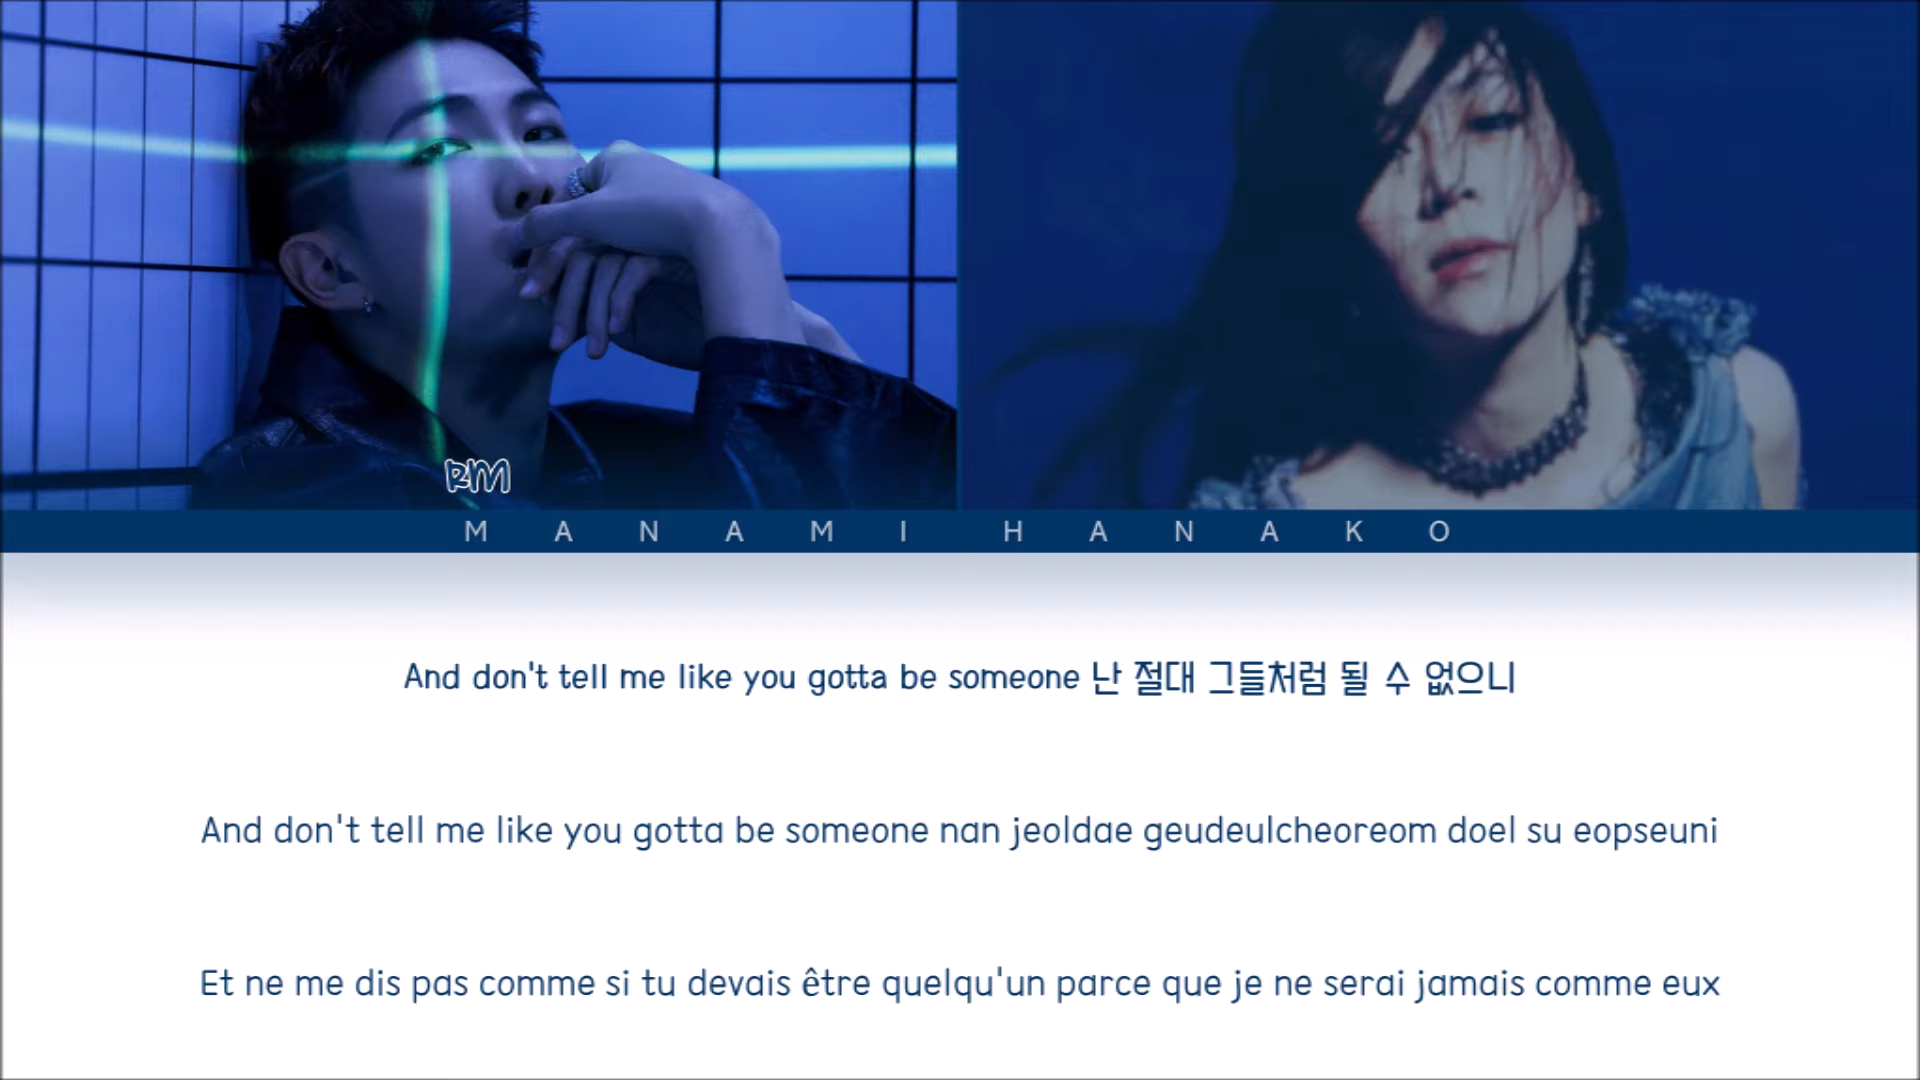 RM
MANAMI HANAKO
And don't tell me like you gotta be someone 난 절대 그들처럼 될 수 없으니
And don't tell me like you gotta be someone nan jeoldae geudeulcheoreom doel su eopseuni
Et ne me dis pas comme si tu devais être quelqu'un parce que je ne serai jamais comme eux